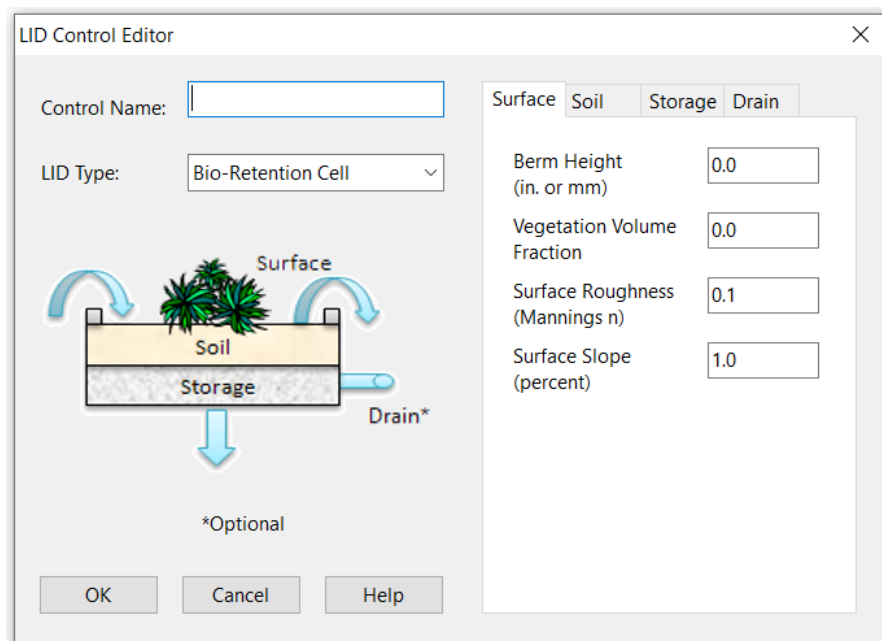 LID Control Editor
Control Name:
LID Type:
Bio-Retention Cell
Surface
Soil
Storage
Drain*
*Optional
OK
Cancel
Help
Surface
Soil
Storage
Drain
Berm Height
(in. or mm)
0.0
Vegetation Volume
Fraction
0.0
Surface Roughness
(Mannings n)
0.1
Surface Slope
(percent)
1.0